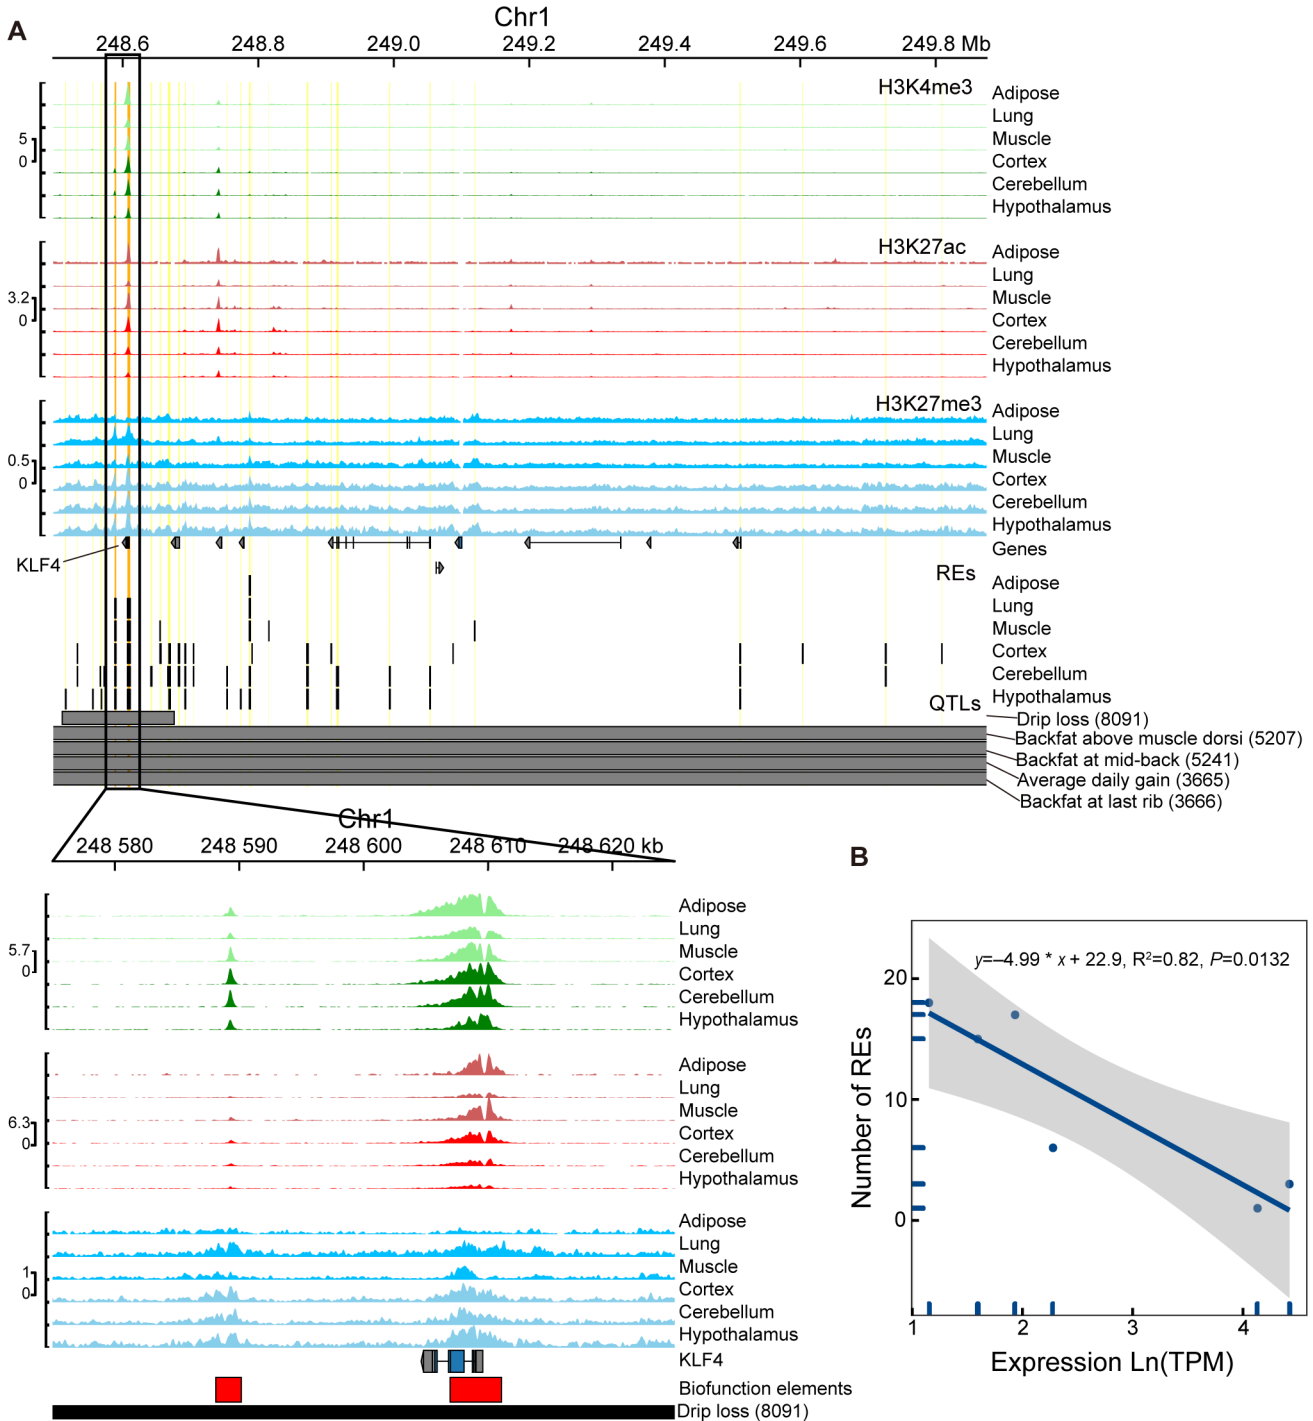 A
Chr1
248.6 248.8 249.0 249.2 249.4 249.6 249.8 Mb
H3K4me3
Adipose
Lung
5
Muscle
0
Cortex
Cerebellum
Hypothalamus
H3K27ac
Adipose
Lung
3.2
Muscle
0
Cortex
Cerebellum
Hypothalamus
H3K27me3
Adipose
Lung
0.5
Muscle
0
Cortex
Cerebellum
Hypothalamus
Genes
KLF4
REs
Adipose
Lung
Muscle
Cortex
Cerebellum
Hypothalamus
QTLs
Drip loss (8091)
Backfat above muscle dorsi (5207)
Backfat at mid-back (5241)
Average daily gain (3665)
Backfat at last rib (3666)
Chr1
248 580 248 590 248 600 248 610 248 620 kb
Adipose
Lung
5.7
Muscle
0
Cortex
Cerebellum
Hypothalamus
Adipose
Lung
6.3
Muscle
0
Cortex
Cerebellum
Hypothalamus
Adipose
Lung
1
Muscle
0
Cortex
Cerebellum
Hypothalamus
KLF4
Biofunction elements
Drip loss (8091)
B
y=–4.99 * x + 22.9, R²=0.82, P=0.0132
20
10
0
Number of REs
1 2 3 4
Expression Ln(TPM)